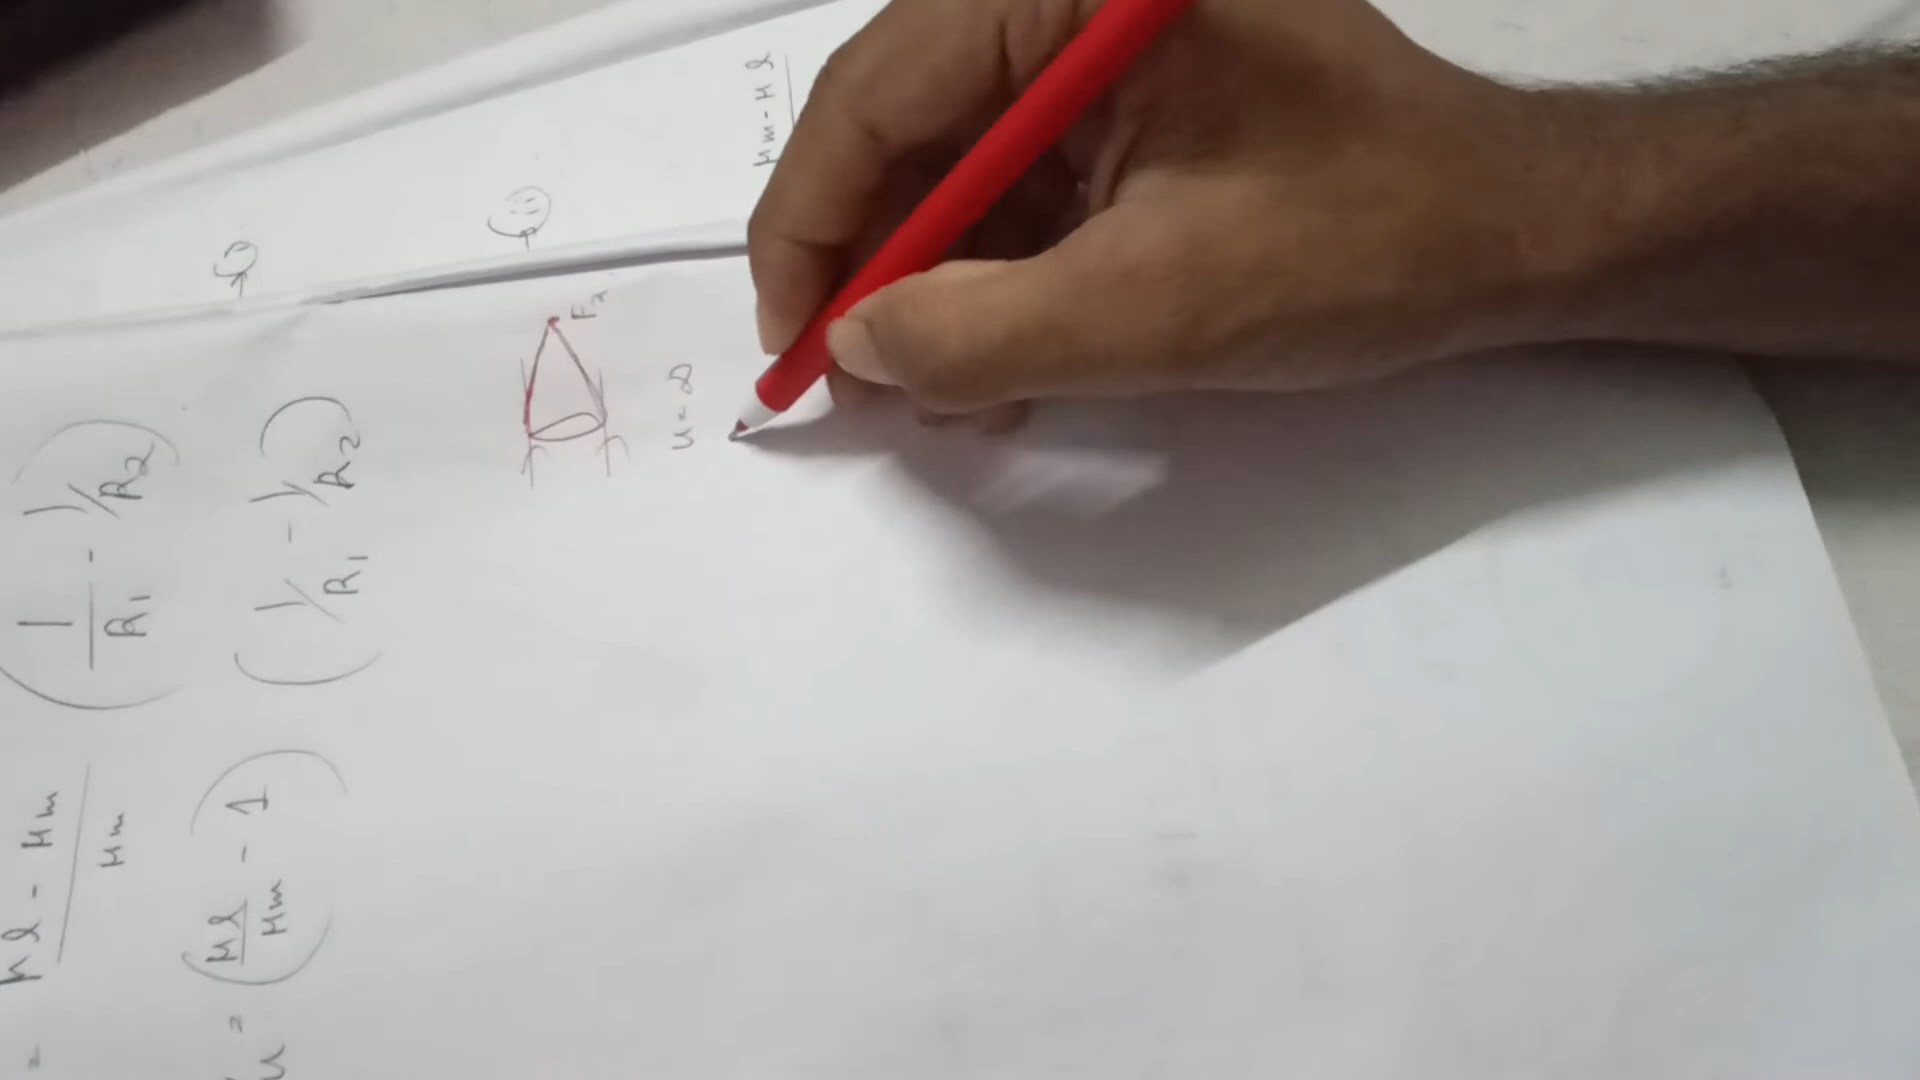 →(i)
→(ii)
μm - μl
= μl - μm / μm (1/R1 - 1/R2)
u = (μl/μm - 1) (1/R1 - 1/R2)
F2
u = ∞